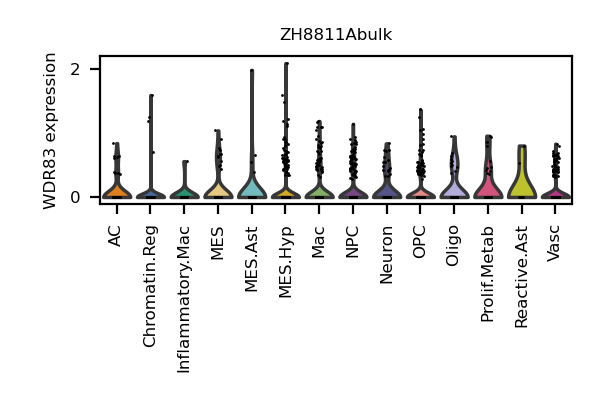 ZH8811Abulk
WDR83 expression
2
0
AC
Chromatin.Reg
Inflammatory.Mac
MES
MES.Ast
MES.Hyp
Mac
NPC
Neuron
OPC
Oligo
Prolif.Metab
Reactive.Ast
Vasc